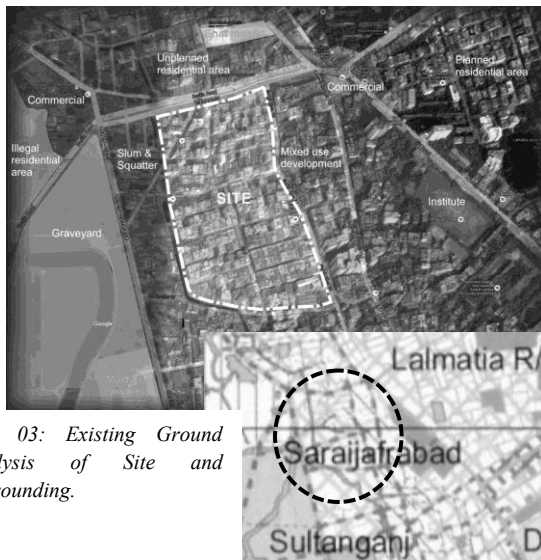 Unplanned
residential area
Planned
residential area
Commercial
Commercial
Illegal
residential
area
Slum &
Squatter
Mixed use
development
SITE
Institute
Graveyard
Google
Lalmatia R/
03: Existing Ground
lysis of Site and
ounding.
Saraijafrabad
Sultanganj
D